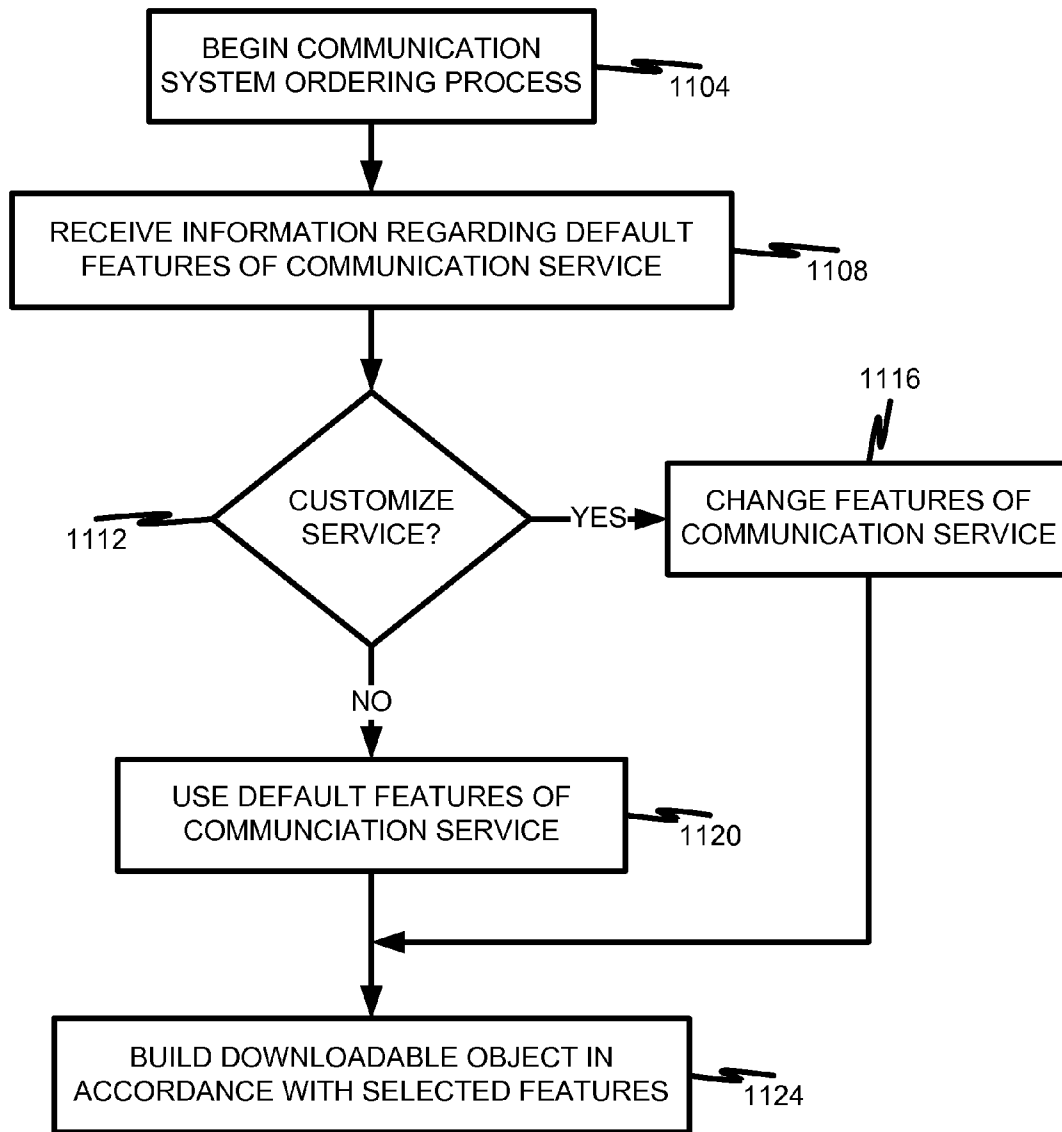 BEGIN COMMUNICATION
SYSTEM ORDERING PROCESS
1104
RECEIVE INFORMATION REGARDING DEFAULT
FEATURES OF COMMUNICATION SERVICE
1108
CUSTOMIZE
SERVICE?
1112
YES
1116
CHANGE FEATURES OF
COMMUNICATION SERVICE
NO
USE DEFAULT FEATURES OF
COMMUNCIATION SERVICE
1120
BUILD DOWNLOADABLE OBJECT IN
ACCORDANCE WITH SELECTED FEATURES
1124